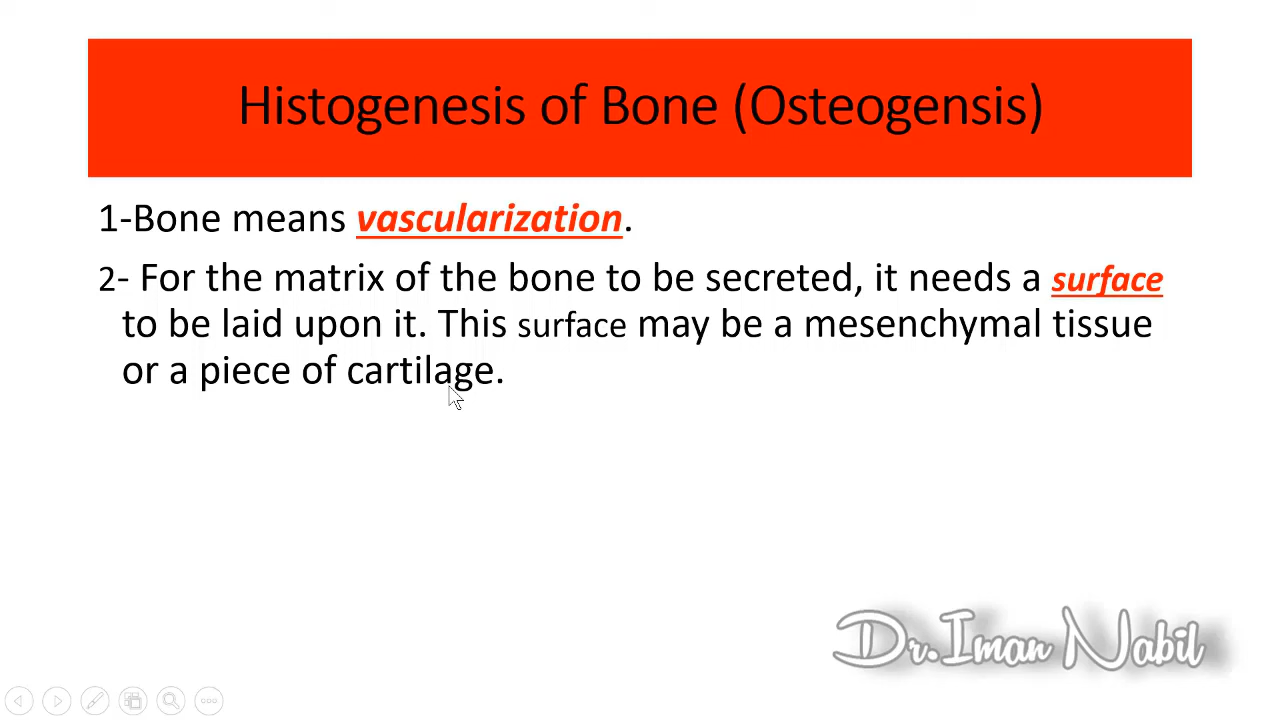 Histogenesis of Bone (Osteogensis)
1-Bone means vascularization.
2- For the matrix of the bone to be secreted, it needs a surface
to be laid upon it. This surface may be a mesenchymal tissue
or a piece of cartilage.
Dr.Iman Nabil